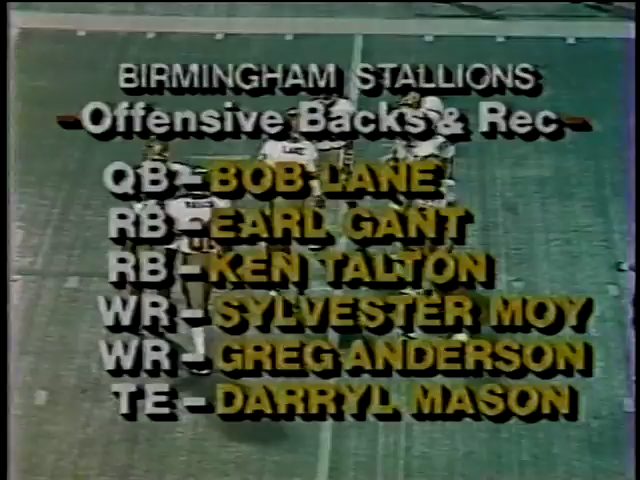 BIRMINGHAM STALLIONS
Offensive Backs & Rec
QB - BOB LANE
RB - EARL GANT
RB - KEN TALTON
WR - SYLVESTER MOY
WR - GREG ANDERSON
TE - DARRYL MASON